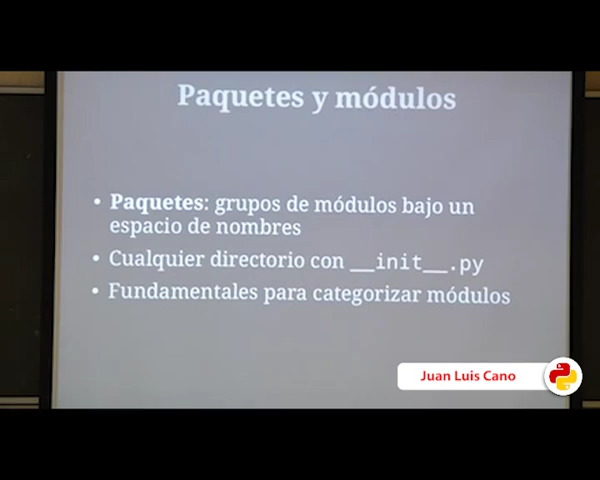 Paquetes y módulos
• Paquetes: grupos de módulos bajo un
espacio de nombres
• Cualquier directorio con __init__.py
• Fundamentales para categorizar módulos
Juan Luis Cano